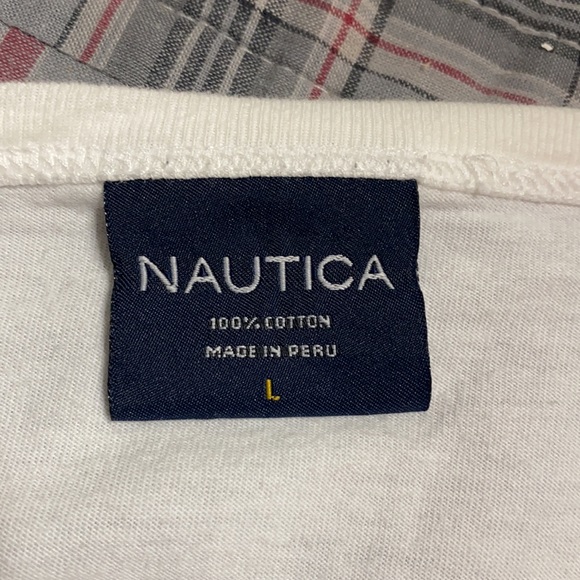 NAUTICA
100% COTTON
MADE IN PERU
L